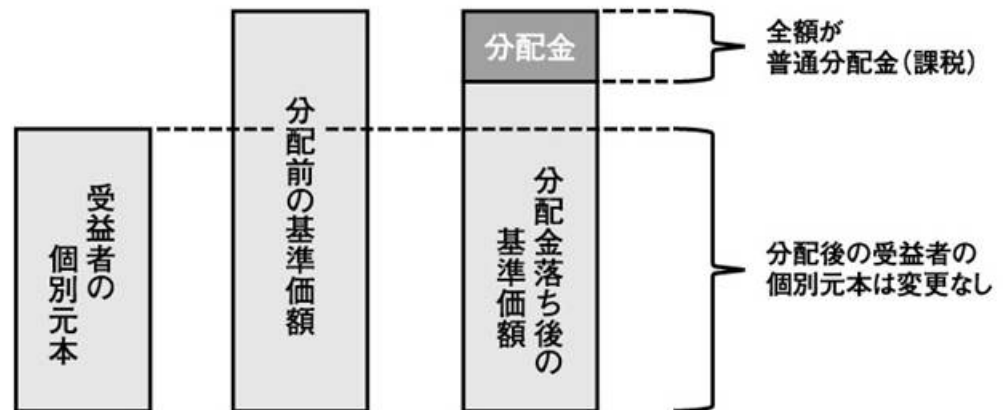 受益者の
個別元本
分配前の基準価額
分配金
分配金落ち後の
基準価額
全額が
普通分配金(課税)
分配後の受益者の
個別元本は変更なし